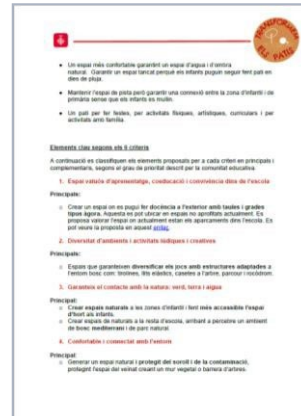 TRANSFORMEM
ELS PATIS
Un espai més confortable garantint un espai d'aigua i d'ombra
natural. Garantir un espai tancat perquè els infants puguin seguir fent pati en
dies de pluja.
Mantenir l'espai de pista però garantir una connexió entre la zona d'infantil i de
primària sense que els infants es mullin.
Un pati per fer festes, per activitats físiques, artístiques, curriculars i per
activitats amb família.
Elements claus segons els 6 criteris
A continuació es classifiquen els elements proposats per a cada criteri en principals i
complementaris, segons el grau de prioritat descrit per la comunitat educativa.
1. Espai valuós d'aprenentatge, coeducació i convivència dins de l'escola
Principals:
Crear un espai on es pugui fer docència a l'exterior amb taules i grades
tipus àgora. Aquesta es pot ubicar en espais no aprofitats actualment. Es
proposa valorar l'espai on actualment estan els aparcaments dins l'escola. Es
pot veure la proposta en aquest enllaç.
2. Diversitat d'ambients i activitats lúdiques i creatives
Principals:
Espais que garanteixen diversificar els jocs amb estructures adaptades a
l'entorn bosc com: tirolines, fils elàstics, casetes a l'arbre, parcour i rocòdrom.
3. Garanteix el contacte amb la natura: verd, terra i aigua
Principal:
Crear espais naturals a les zones d'infantil i fent més accessible l'espai
d'hort als infants.
Crear espais de naturals a la resta d'escola, arribant a percebre un ambient
de bosc mediterrani i de parc natural.
4. Confortable i connectat amb l'entorn
Principal:
Generar un espai natural i protegit del soroll i de la contaminació,
protegint l'espai del veïnat creant un mur vegetal o barrera d'arbres.